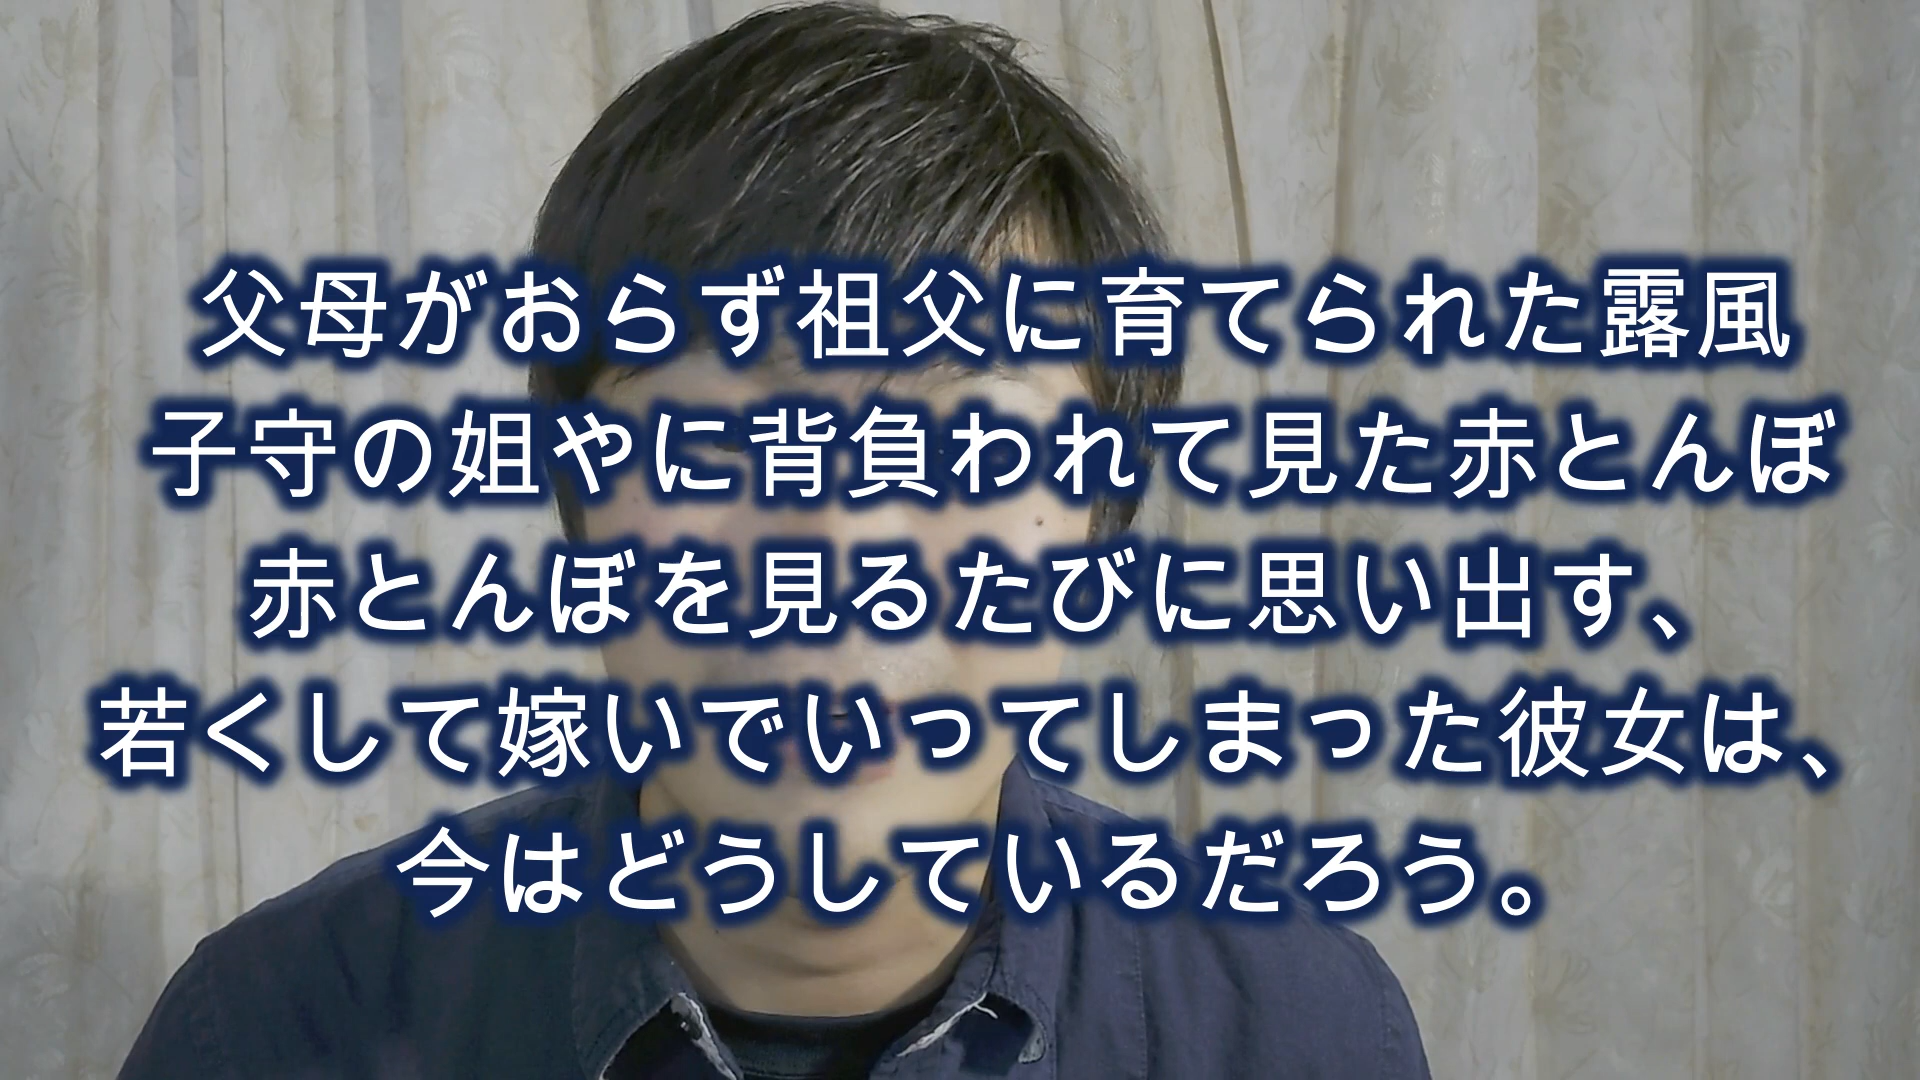 父母がおらず祖父に育てられた露風
子守の姐やに背負われて見た赤とんぼ
赤とんぼを見るたびに思い出す、
若くして嫁いでいってしまった彼女は、
今はどうしているだろう。